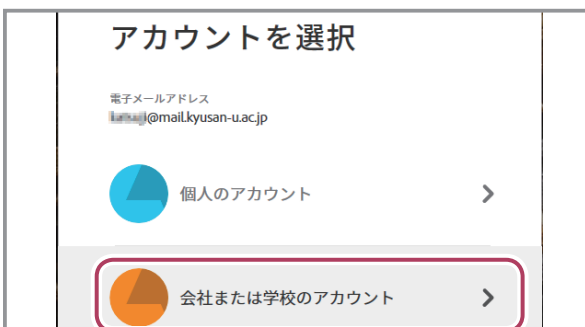 アカウントを選択
電子メールアドレス
@mail.kyusan-u.ac.jp
個人のアカウント
会社または学校のアカウント